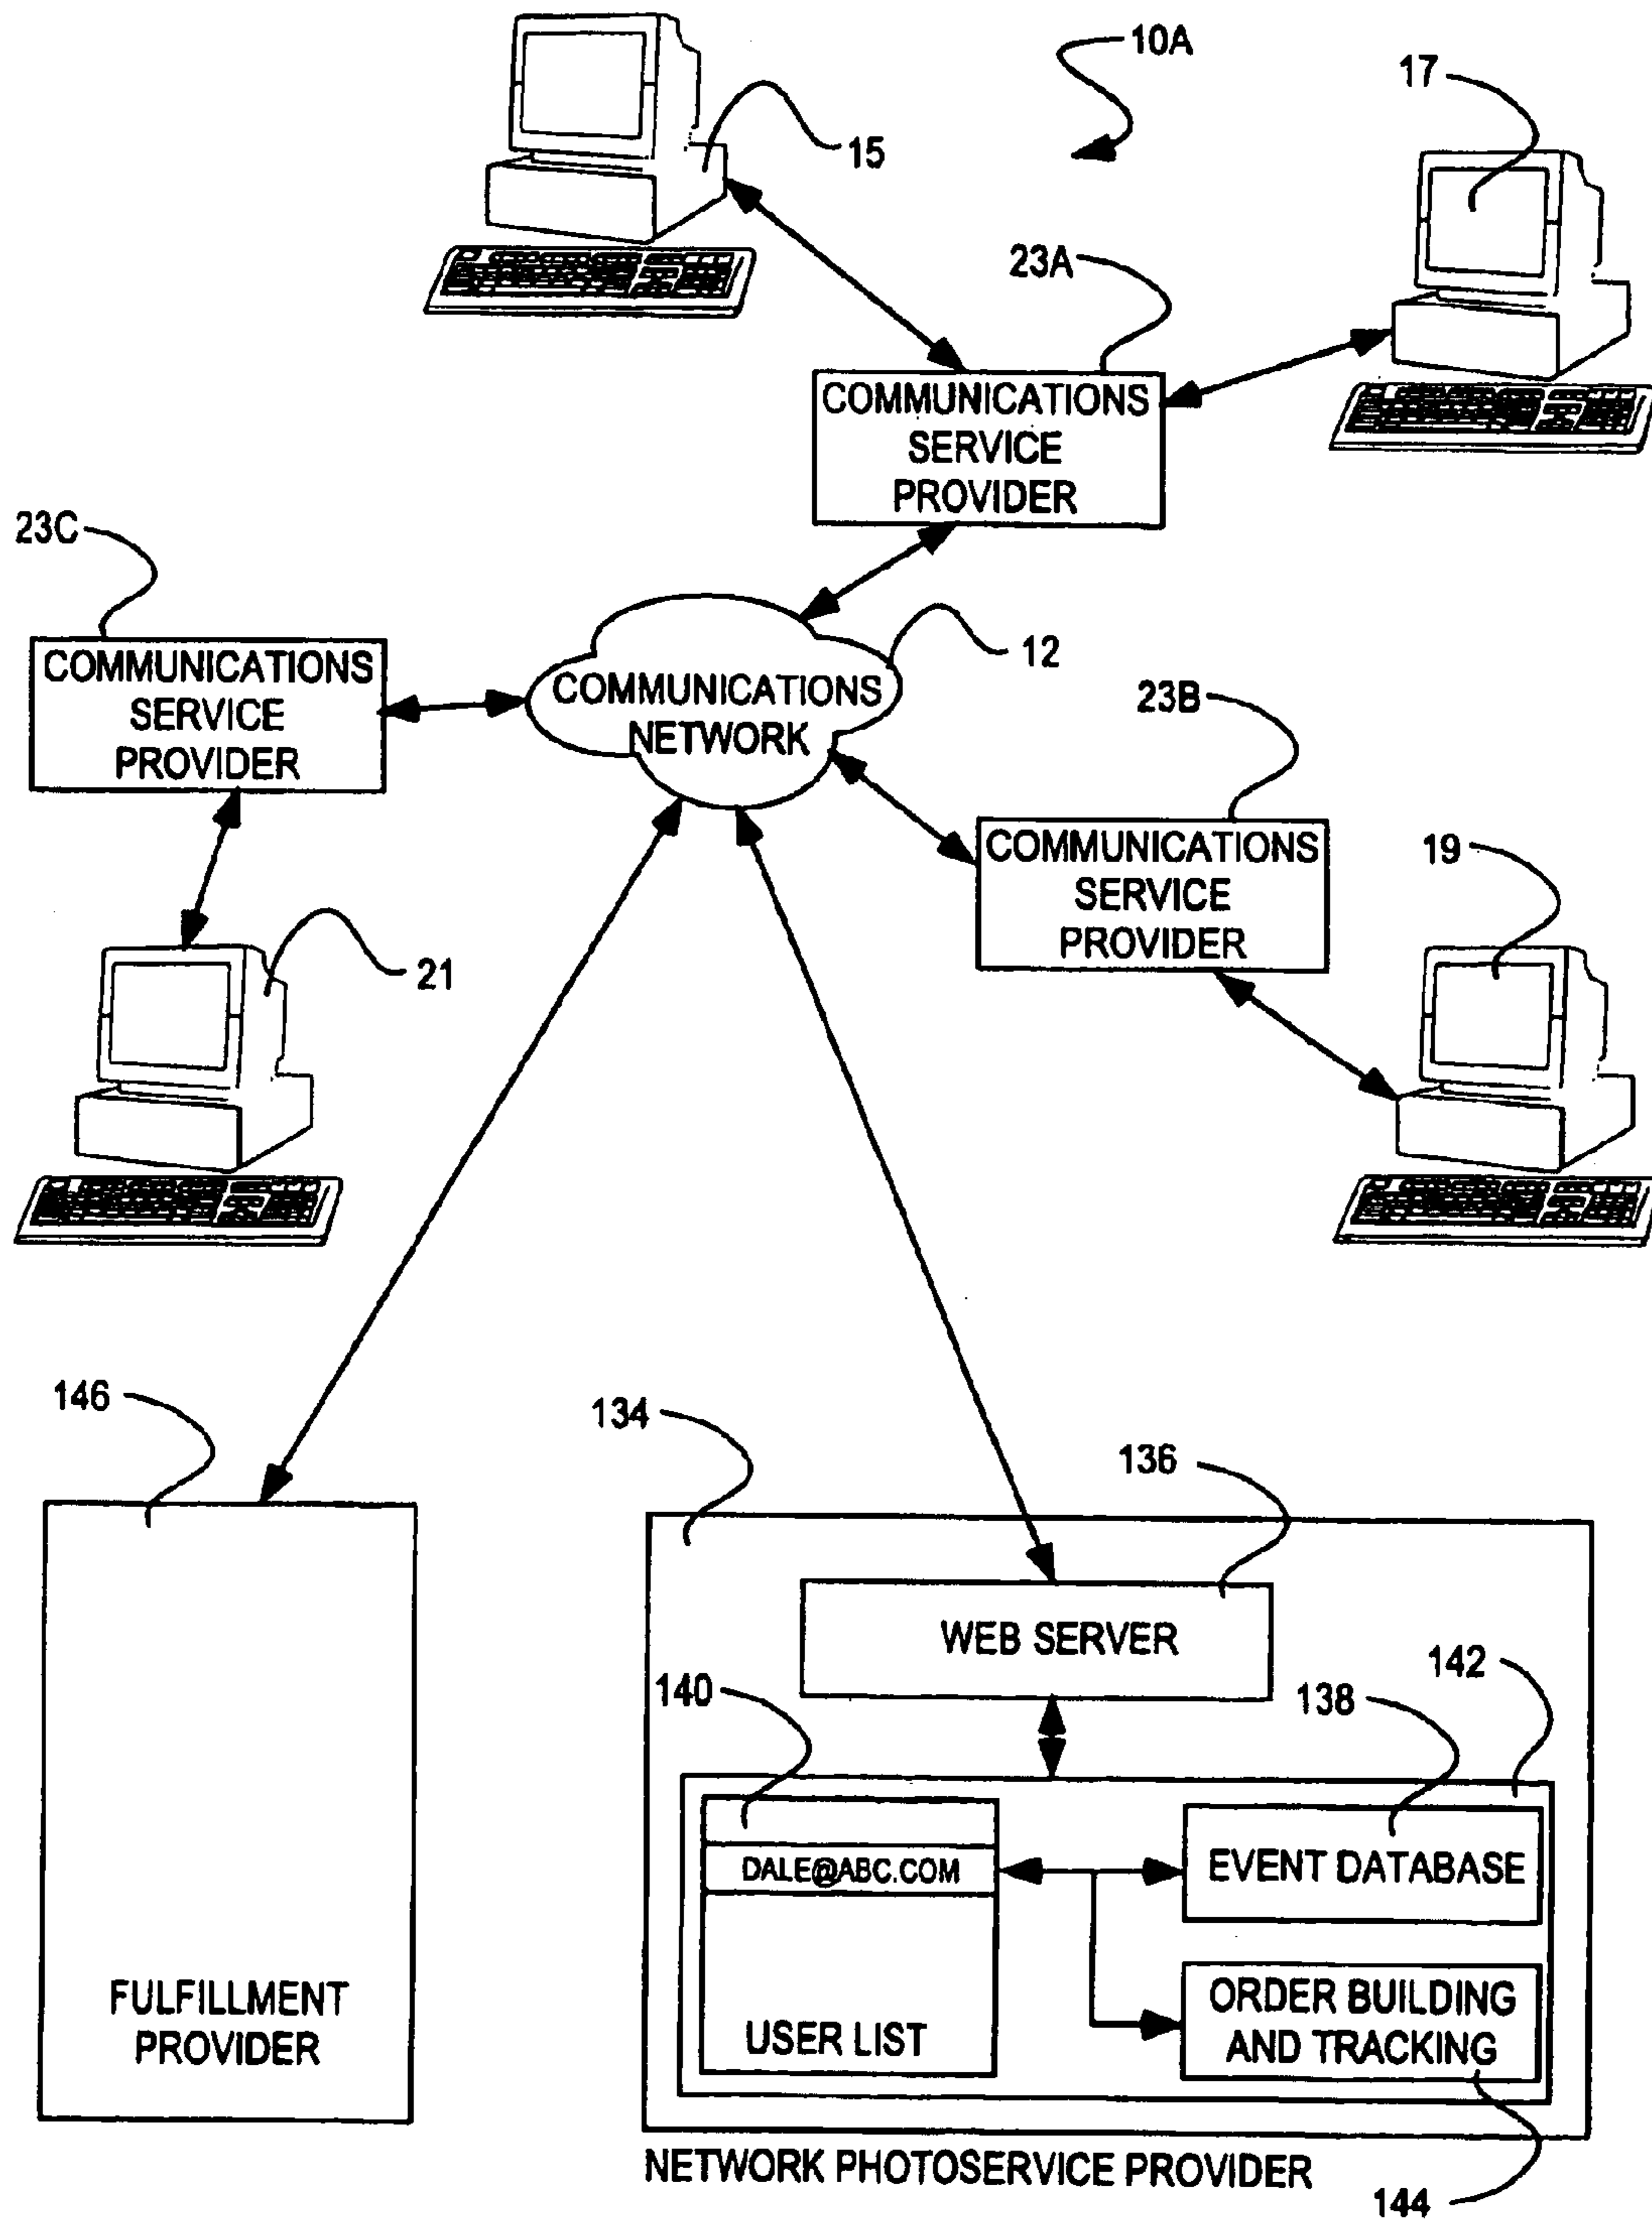 10A
17
15
23A
COMMUNICATIONS
SERVICE
PROVIDER
23C
COMMUNICATIONS
SERVICE
PROVIDER
12
COMMUNICATIONS
NETWORK
23B
COMMUNICATIONS
SERVICE
PROVIDER
19
21
146
134
136
WEB SERVER
140
138
142
DALE@ABC.COM
EVENT DATABASE
FULFILLMENT
PROVIDER
USER LIST
ORDER BUILDING
AND TRACKING
NETWORK PHOTOSERVICE PROVIDER
144